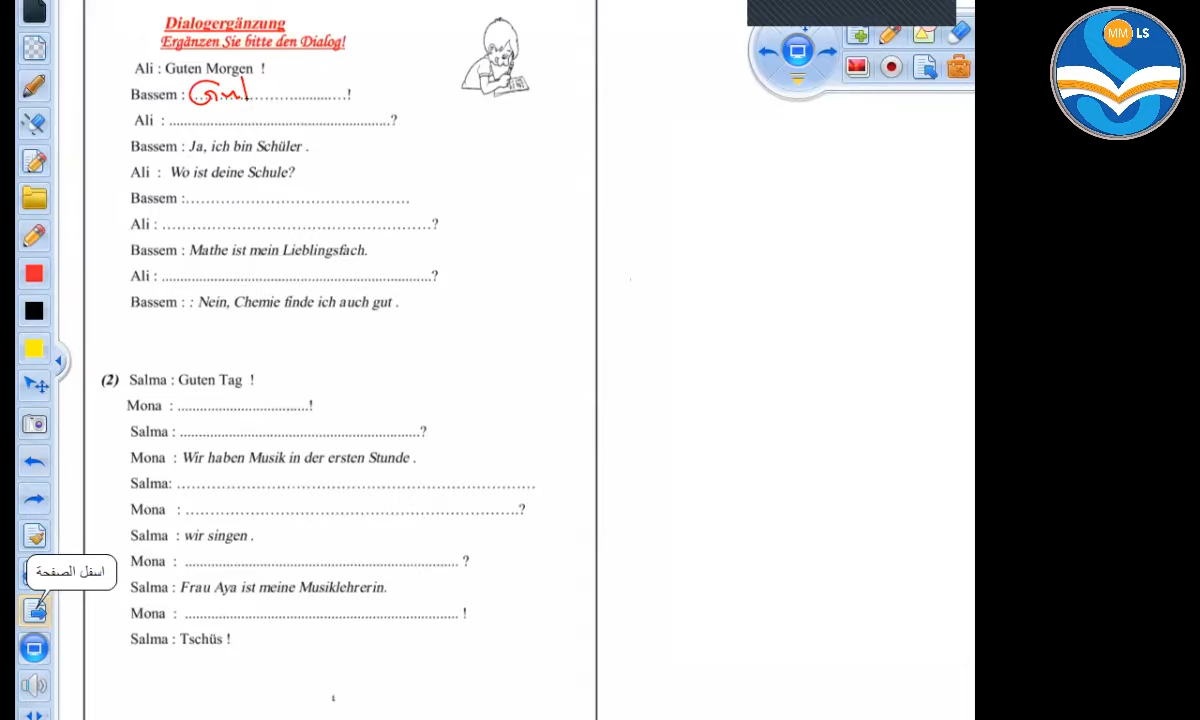 Dialogergänzung
Ergänzen Sie bitte den Dialog!
Ali : Guten Morgen !
Bassem : ..............................!
Ali : ............................................................?
Bassem : Ja, ich bin Schüler .
Ali : Wo ist deine Schule?
Bassem :………………………………………
Ali : ………………………………………………?
Bassem : Mathe ist mein Lieblingsfach.
Ali : .........................................................................?
Bassem : : Nein, Chemie finde ich auch gut .
(2) Salma : Guten Tag !
Mona : ...................................!
Salma : .................................................................?
Mona : Wir haben Musik in der ersten Stunde .
Salma: ………………………………………………………………
Mona : ………………………………………………………….?
Salma : wir singen .
Mona : .......................................................................... ?
Salma : Frau Aya ist meine Musiklehrerin.
Mona : .......................................................................... !
Salma : Tschüs !
اسفل الصفحة
MM LS